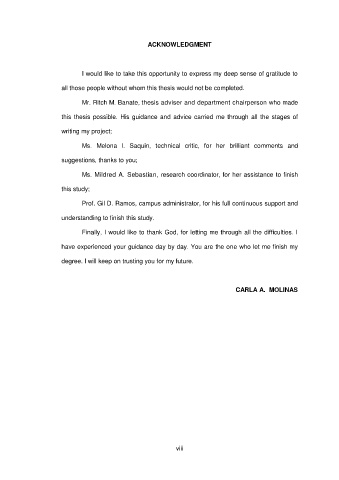 ACKNOWLEDGMENT
I would like to take this opportunity to express my deep sense of gratitude to
all those people without whom this thesis would not be completed.
Mr. Ritch M. Banate, thesis adviser and department chairperson who made
this thesis possible. His guidance and advice carried me through all the stages of
writing my project;
Ms. Melona I. Saquin, technical critic, for her brilliant comments and
suggestions, thanks to you;
Ms. Mildred A. Sebastian, research coordinator, for her assistance to finish
this study;
Prof. Gil D. Ramos, campus administrator, for his full continuous support and
understanding to finish this study.
Finally, I would like to thank God, for letting me through all the difficulties. I
have experienced your guidance day by day. You are the one who let me finish my
degree. I will keep on trusting you for my future.
CARLA A. MOLINAS
viii